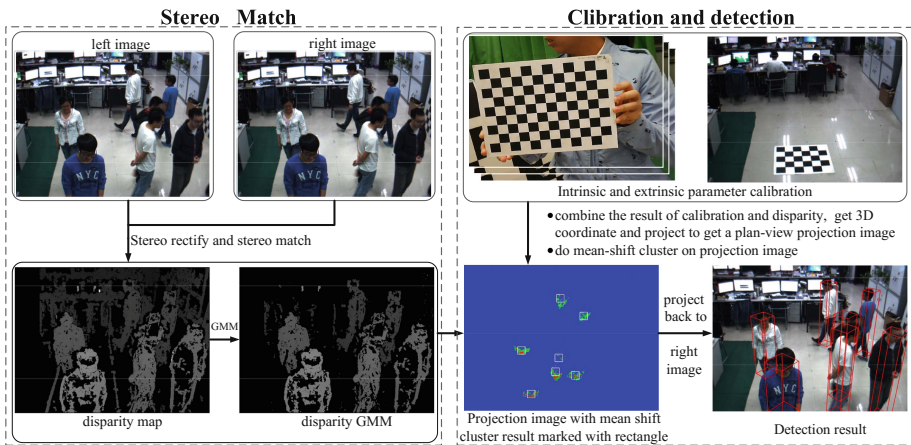 Stereo Match
left image
right image
NYC
NYC
Stereo rectify and stereo match
GMM
disparity map
disparity GMM
Clibration and detection
Intrinsic and extrinsic parameter calibration
•combine the result of calibration and disparity, get 3D
coordinate and project to get a plan-view projection image
•do mean-shift cluster on projection image
Projection image with mean shift
cluster result marked with rectangle
project
back to
right
image
NYC
Detection result